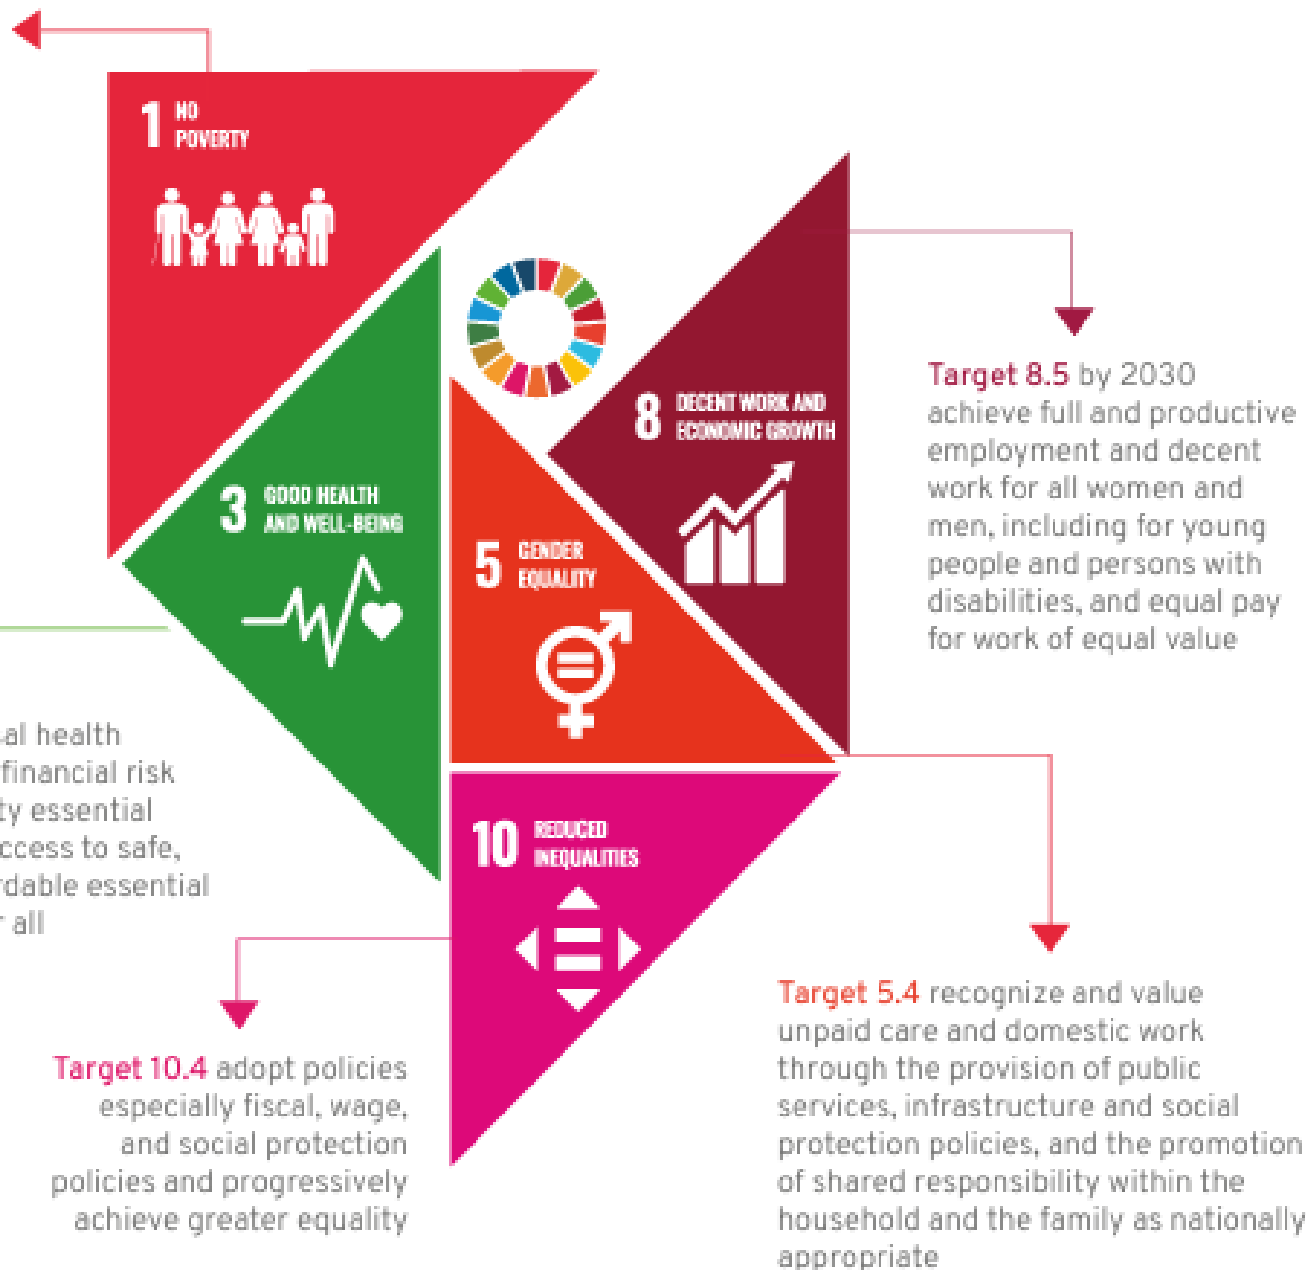 1 NO
POVERTY
8 DECENT WORK AND
ECONOMIC GROWTH
Target 8.5 by 2030
achieve full and productive
employment and decent
work for all women and
men, including for young
people and persons with
disabilities, and equal pay
for work of equal value
3 GOOD HEALTH
AND WELL-BEING
5 GENDER
EQUALITY
health
financial risk
essential
to safe,
essential
all
10 REDUCED
INEQUALITIES
Target 10.4 adopt policies
especially fiscal, wage,
and social protection
policies and progressively
achieve greater equality
Target 5.4 recognize and value
unpaid care and domestic work
through the provision of public
services, infrastructure and social
protection policies, and the promotion
of shared responsibility within the
household and the family as nationally
appropriate